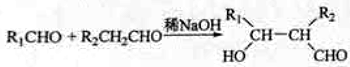 R₁CHO + R₂CH₂CHO 稀NaOH R₁ R₂
CH—CH
HO CHO